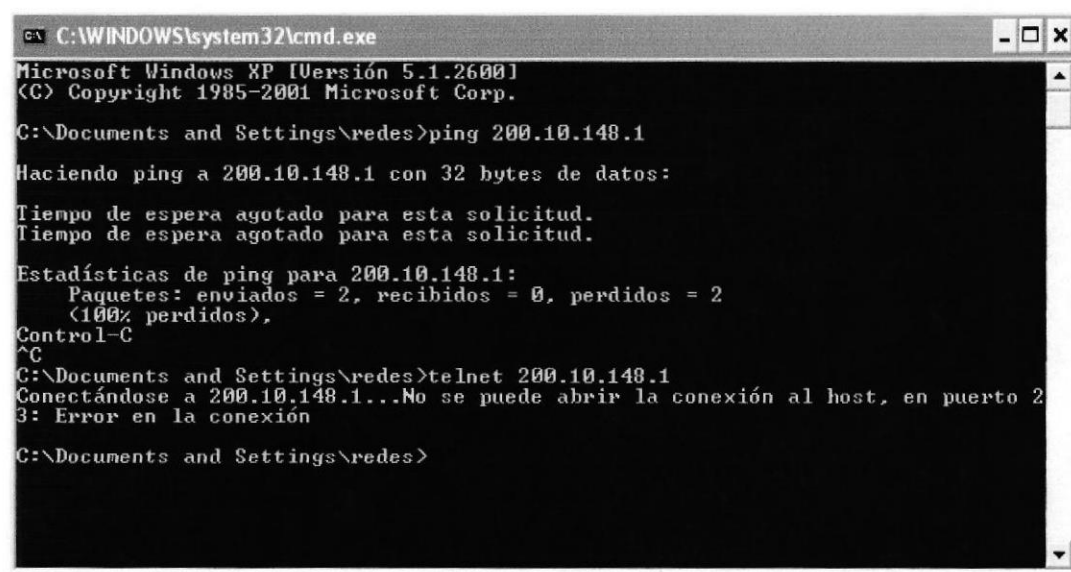 C:\WINDOWS\system32\cmd.exe
Microsoft Windows XP [Versión 5.1.2600]
(C) Copyright 1985-2001 Microsoft Corp.
C:\Documents and Settings\redes>ping 200.10.148.1
Haciendo ping a 200.10.148.1 con 32 bytes de datos:
Tiempo de espera agotado para esta solicitud.
Tiempo de espera agotado para esta solicitud.
Estadísticas de ping para 200.10.148.1:
Paquetes: enviados = 2, recibidos = 0, perdidos = 2
(100% perdidos),
Control-C
^C
C:\Documents and Settings\redes>telnet 200.10.148.1
Conectándose a 200.10.148.1...No se puede abrir la conexión al host, en puerto 2
3: Error en la conexión
C:\Documents and Settings\redes>